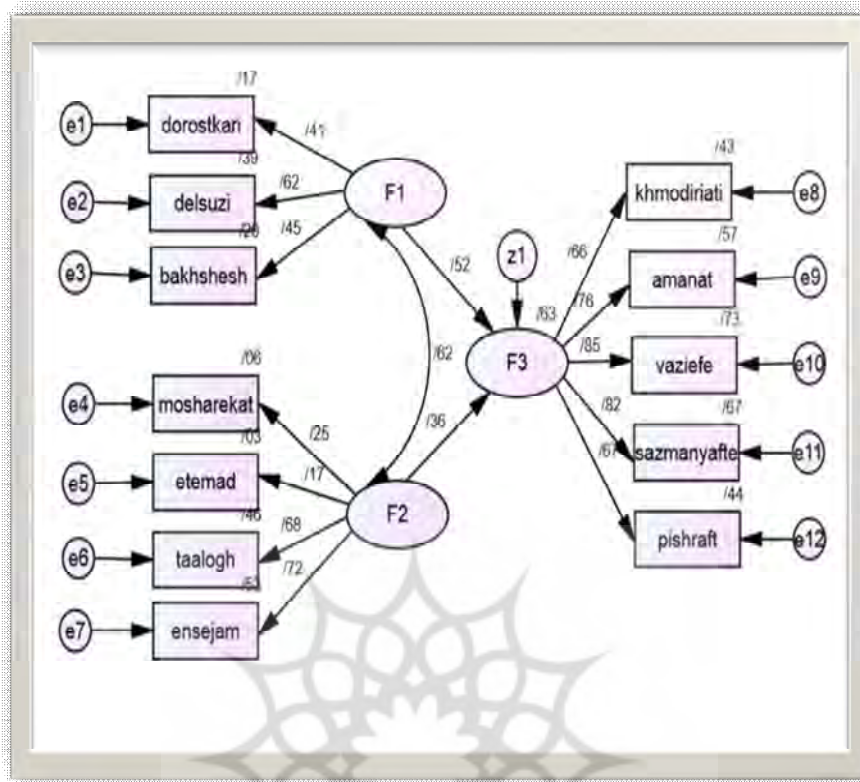 /17
e1
dorostkari
/41
/39
e2
delsuzi
/62
F1
/20
e3
bakhshesh
/45
/43
khmodiriati
e8
/66
/52
z1
/57
amanat
e9
/76
/63
/73
F3
/85
vaziefe
e10
/62
/82
/67
sazmanyafte
e11
/67
/36
/06
e4
mosharekat
/25
/03
e5
etemad
/17
/44
pishraft
e12
F2
/46
e6
taalogh
/68
e7
ensejam
/72